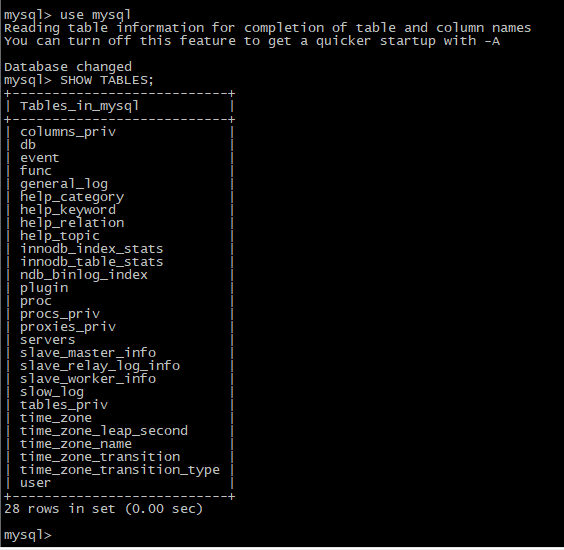 mysql> use mysql
Reading table information for completion of table and column names
You can turn off this feature to get a quicker startup with -A
Database changed
mysql> SHOW TABLES;
+---------------------------+
| Tables_in_mysql           |
+---------------------------+
| columns_priv              |
| db                        |
| event                     |
| func                      |
| general_log               |
| help_category             |
| help_keyword              |
| help_relation             |
| help_topic                |
| innodb_index_stats        |
| innodb_table_stats        |
| ndb_binlog_index          |
| plugin                    |
| proc                      |
| procs_priv                |
| proxies_priv              |
| servers                   |
| slave_master_info         |
| slave_relay_log_info      |
| slave_worker_info         |
| slow_log                  |
| tables_priv               |
| time_zone                 |
| time_zone_leap_second     |
| time_zone_name            |
| time_zone_transition      |
| time_zone_transition_type |
| user                      |
+---------------------------+
28 rows in set (0.00 sec)
mysql>